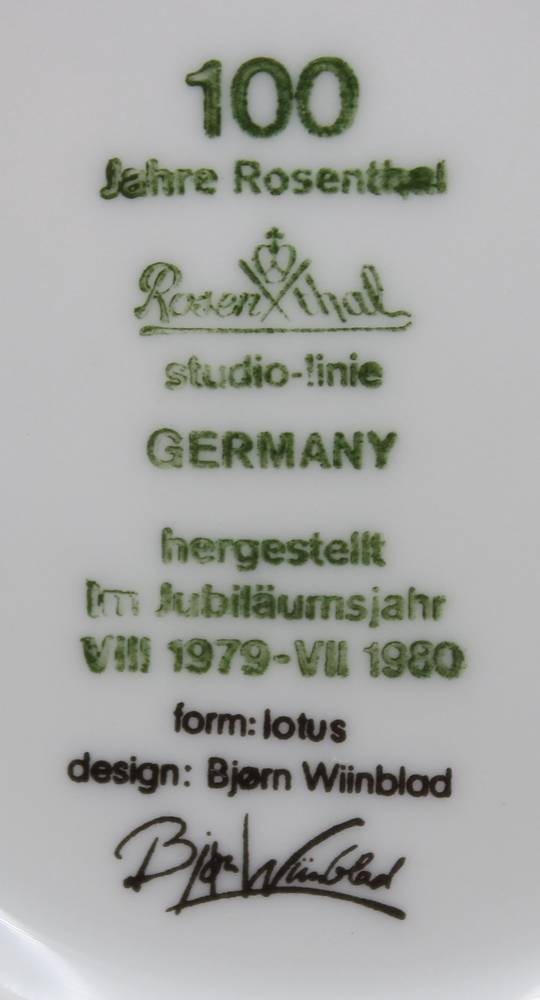 100
Jahre Rosenthal
Rosenthal
studio-linie
GERMANY
hergestellt
im Jubiläumsjahr
VIII 1979-VII 1980
form: lotus
design: Bjørn Wiinblad
Bjørn Wiinblad